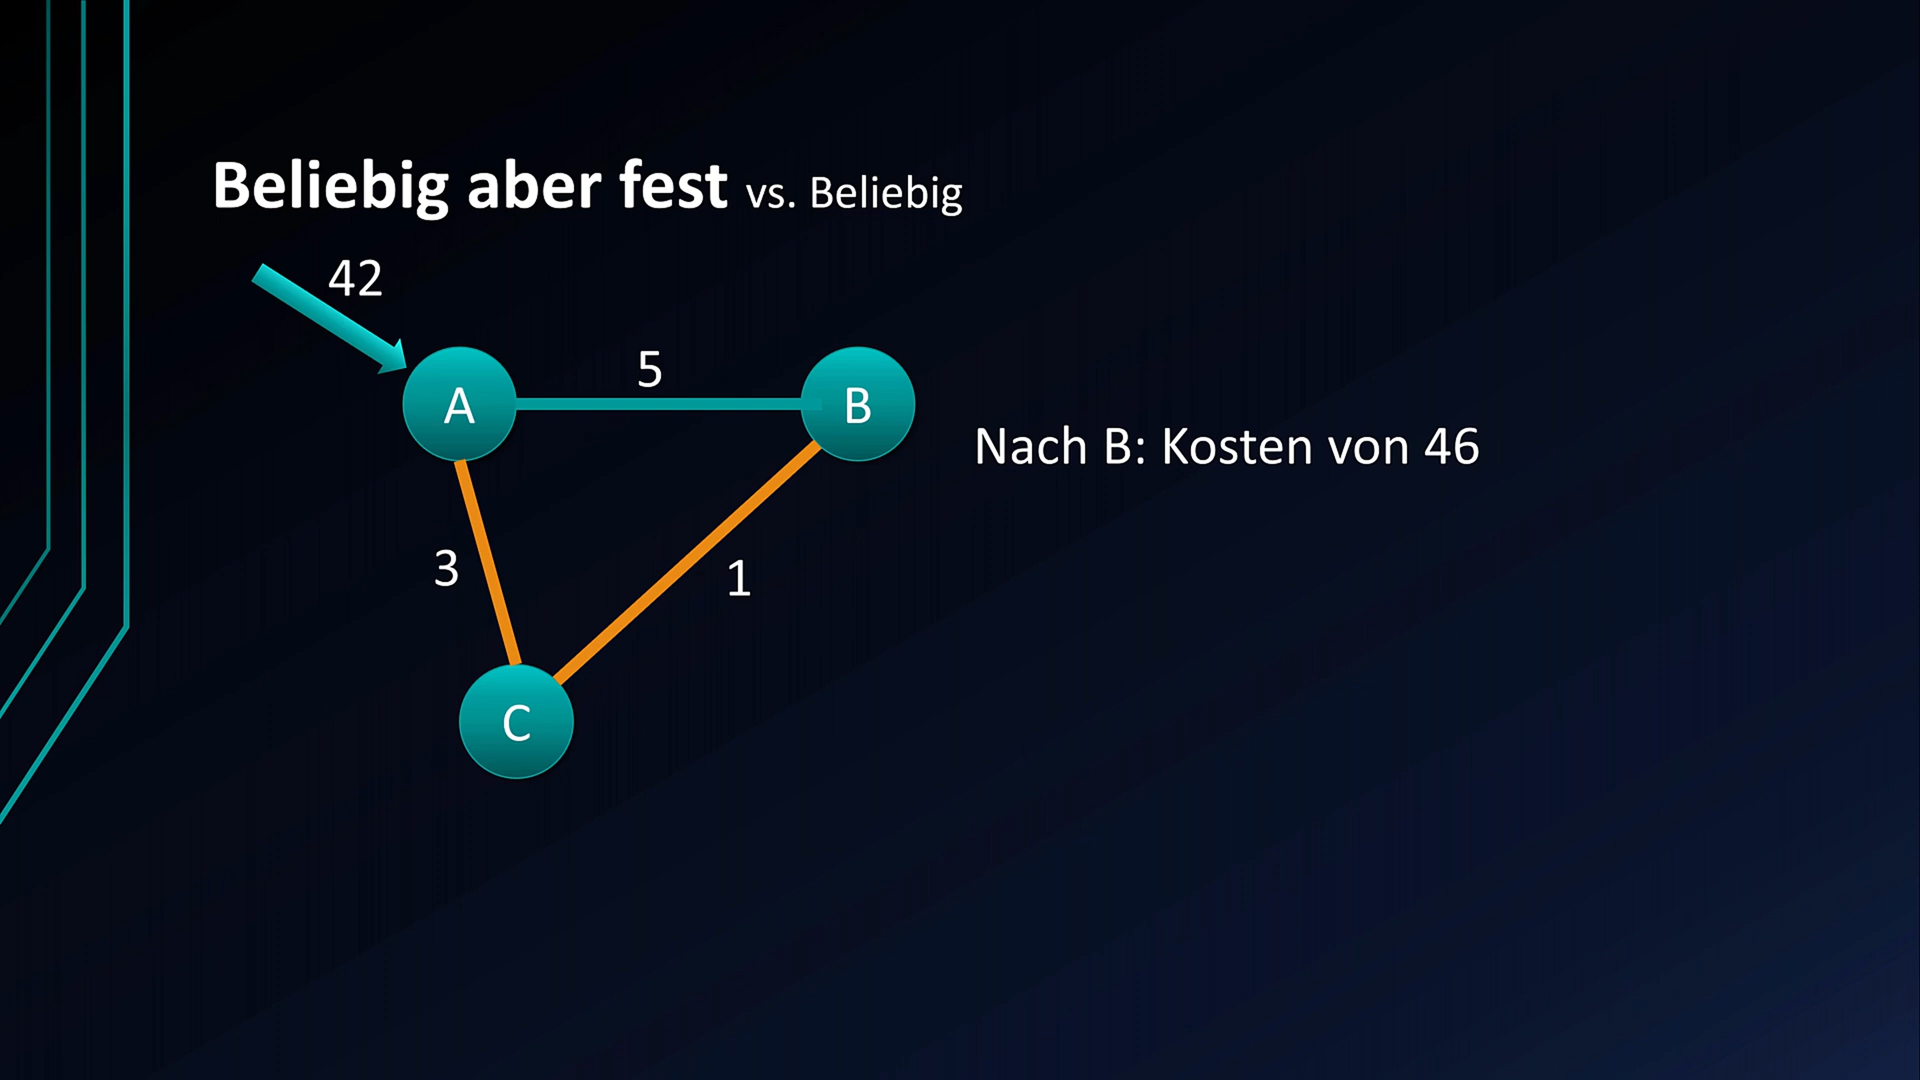 Beliebig aber fest vs. Beliebig
42
5
A
B
Nach B: Kosten von 46
3
1
C